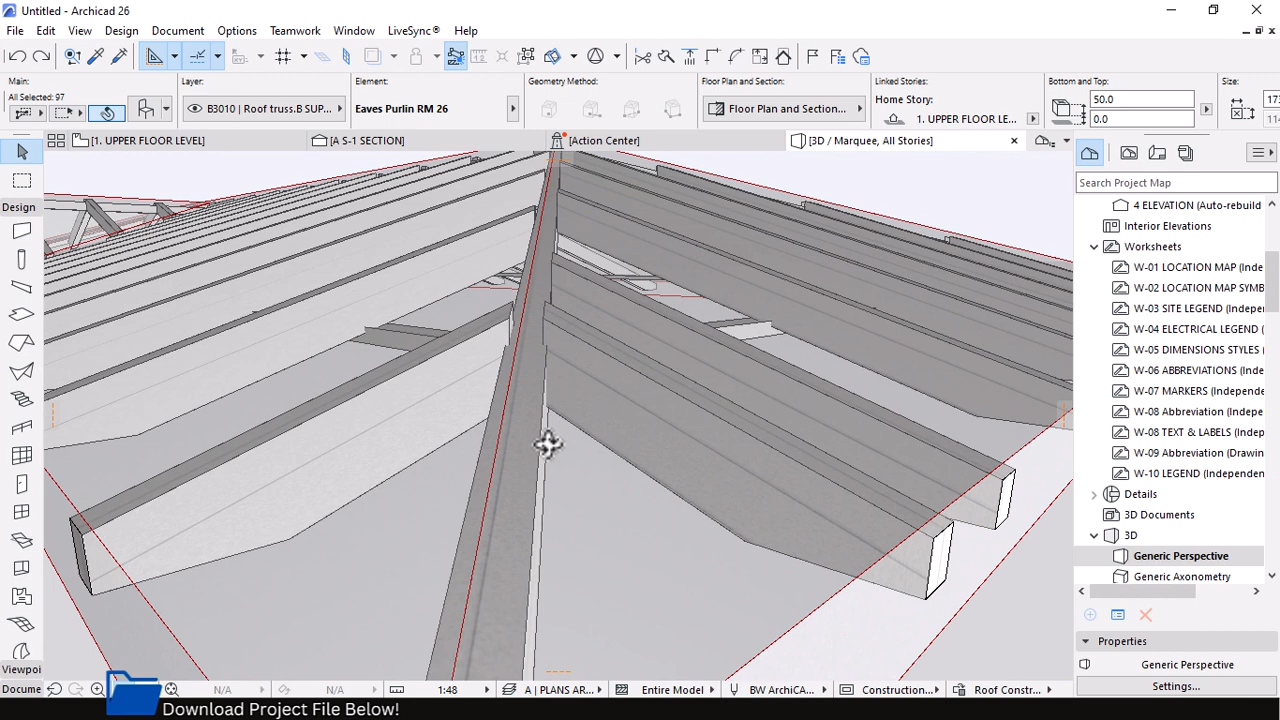 Untitled - Archicad 26
File Edit View Design Document Options Teamwork Window LiveSync® Help
Main:
All Selected: 97
Layer:
B3010 | Roof truss.B SUP...
Element:
Eaves Purlin RM 26
Geometry Method:
Floor Plan and Section:
Floor Plan and Section...
Linked Stories:
Home Story:
1. UPPER FLOOR LE...
Bottom and Top:
50.0
0.0
Size:
[1. UPPER FLOOR LEVEL]
[A S-1 SECTION]
[Action Center]
[3D / Marquee, All Stories]
Search Project Map
Design
4 ELEVATION (Auto-rebuild
Interior Elevations
Worksheets
W-01 LOCATION MAP (Inde
W-02 LOCATION MAP SYMB
W-03 SITE LEGEND (Indepe
W-04 ELECTRICAL LEGEND (
W-05 DIMENSIONS STYLES (
W-06 ABBREVIATIONS (Inde
W-07 MARKERS (Independe
W-08 Abbreviation (Indepe
W-08 TEXT & LABELS (Inde
W-09 Abbreviation (Drawin
W-10 LEGEND (Independen
Details
3D Documents
3D
Generic Perspective
Generic Axonometry
Properties
Generic Perspective
Settings...
Viewpoi
Docume
N/A
N/A
1:48
A | PLANS AR...
Entire Model
BW ArchiCA...
Construction...
Roof Constr...
Download Project File Below!